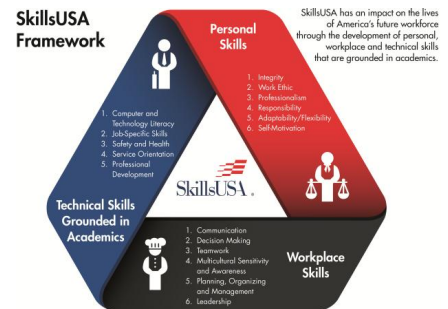 SkillsUSA
Framework
SkillsUSA has an impact on the lives
of America's future workforce
through the development of personal,
workplace and technical skills
that are grounded in academics.
Personal
Skills
1. Integrity
2. Work Ethic
3. Professionalism
4. Responsibility
5. Adaptability/Flexibility
6. Self-Motivation
1. Computer and
Technology Literacy
2. Job-Specific Skills
3. Safety and Health
4. Service Orientation
5. Professional
Development
Technical Skills
Grounded in
Academics
SkillsUSA®
1. Communication
2. Decision Making
3. Teamwork
4. Multicultural Sensitivity
and Awareness
5. Planning, Organizing
and Management
6. Leadership
Workplace
Skills